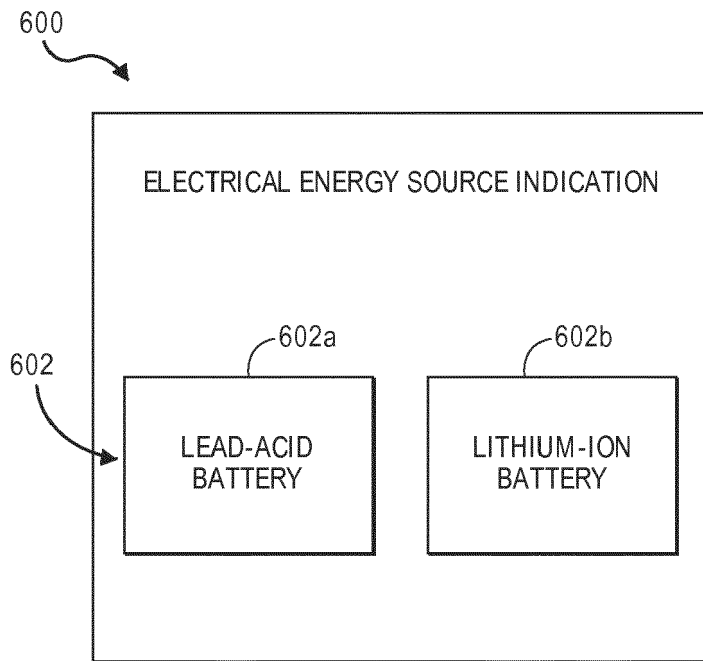 600
ELECTRICAL ENERGY SOURCE INDICATION
602a
602b
602
LEAD-ACID
BATTERY
LITHIUM-ION
BATTERY